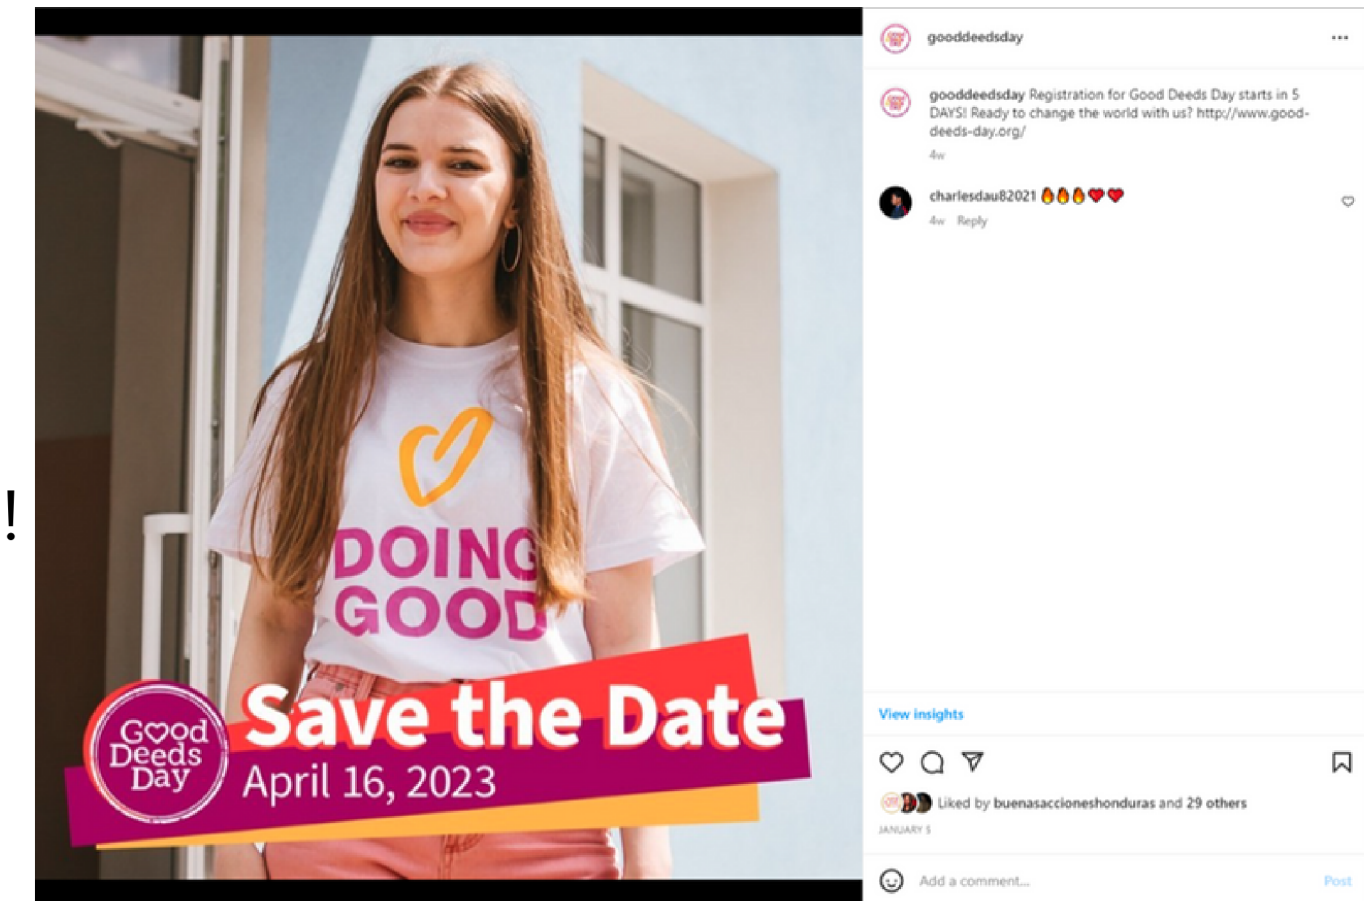 !
DOING
GOOD
Good
Deeds
Day
Save the Date
April 16, 2023
gooddeedsday
gooddeedsday Registration for Good Deeds Day starts in 5
DAYS! Ready to change the world with us? http://www.good-
deeds-day.org/
4w
charlesdau82021 🔥🔥🔥❤️❤️
4w Reply
View insights
Liked by buenasaccioneshonduras and 29 others
JANUARY 5
Add a comment...
Post